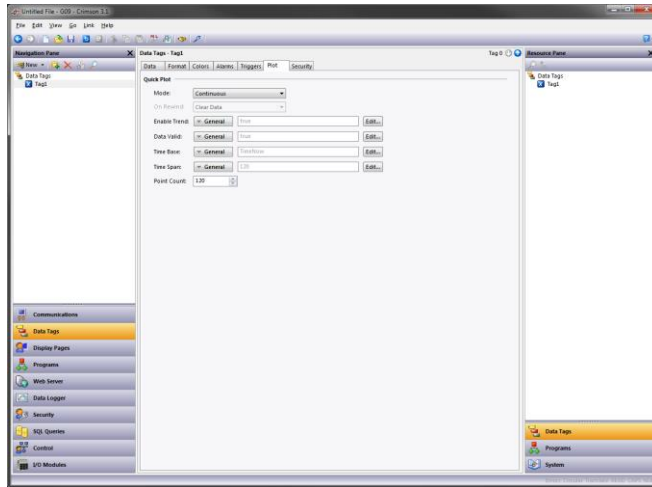 Untitled File - G09 - Crimson 3.1
File Edit View Go Link Help
Navigation Pane
New
Data Tags
Tag1
Communications
Data Tags
Display Pages
Programs
Web Server
Data Logger
Security
SQL Queries
Control
I/O Modules
Data Tags - Tag1
Tag 0
Data Format Colors Alarms Triggers Plot Security
Quick Plot
Mode: Continuous
On Rewind: Clear Data
Enable Trend: General true Edit...
Data Valid: General true Edit...
Time Base: General TimeNow Edit...
Time Span: General 120 Edit...
Point Count: 120
Resource Pane
Data Tags
Tag1
Data Tags
Programs
System